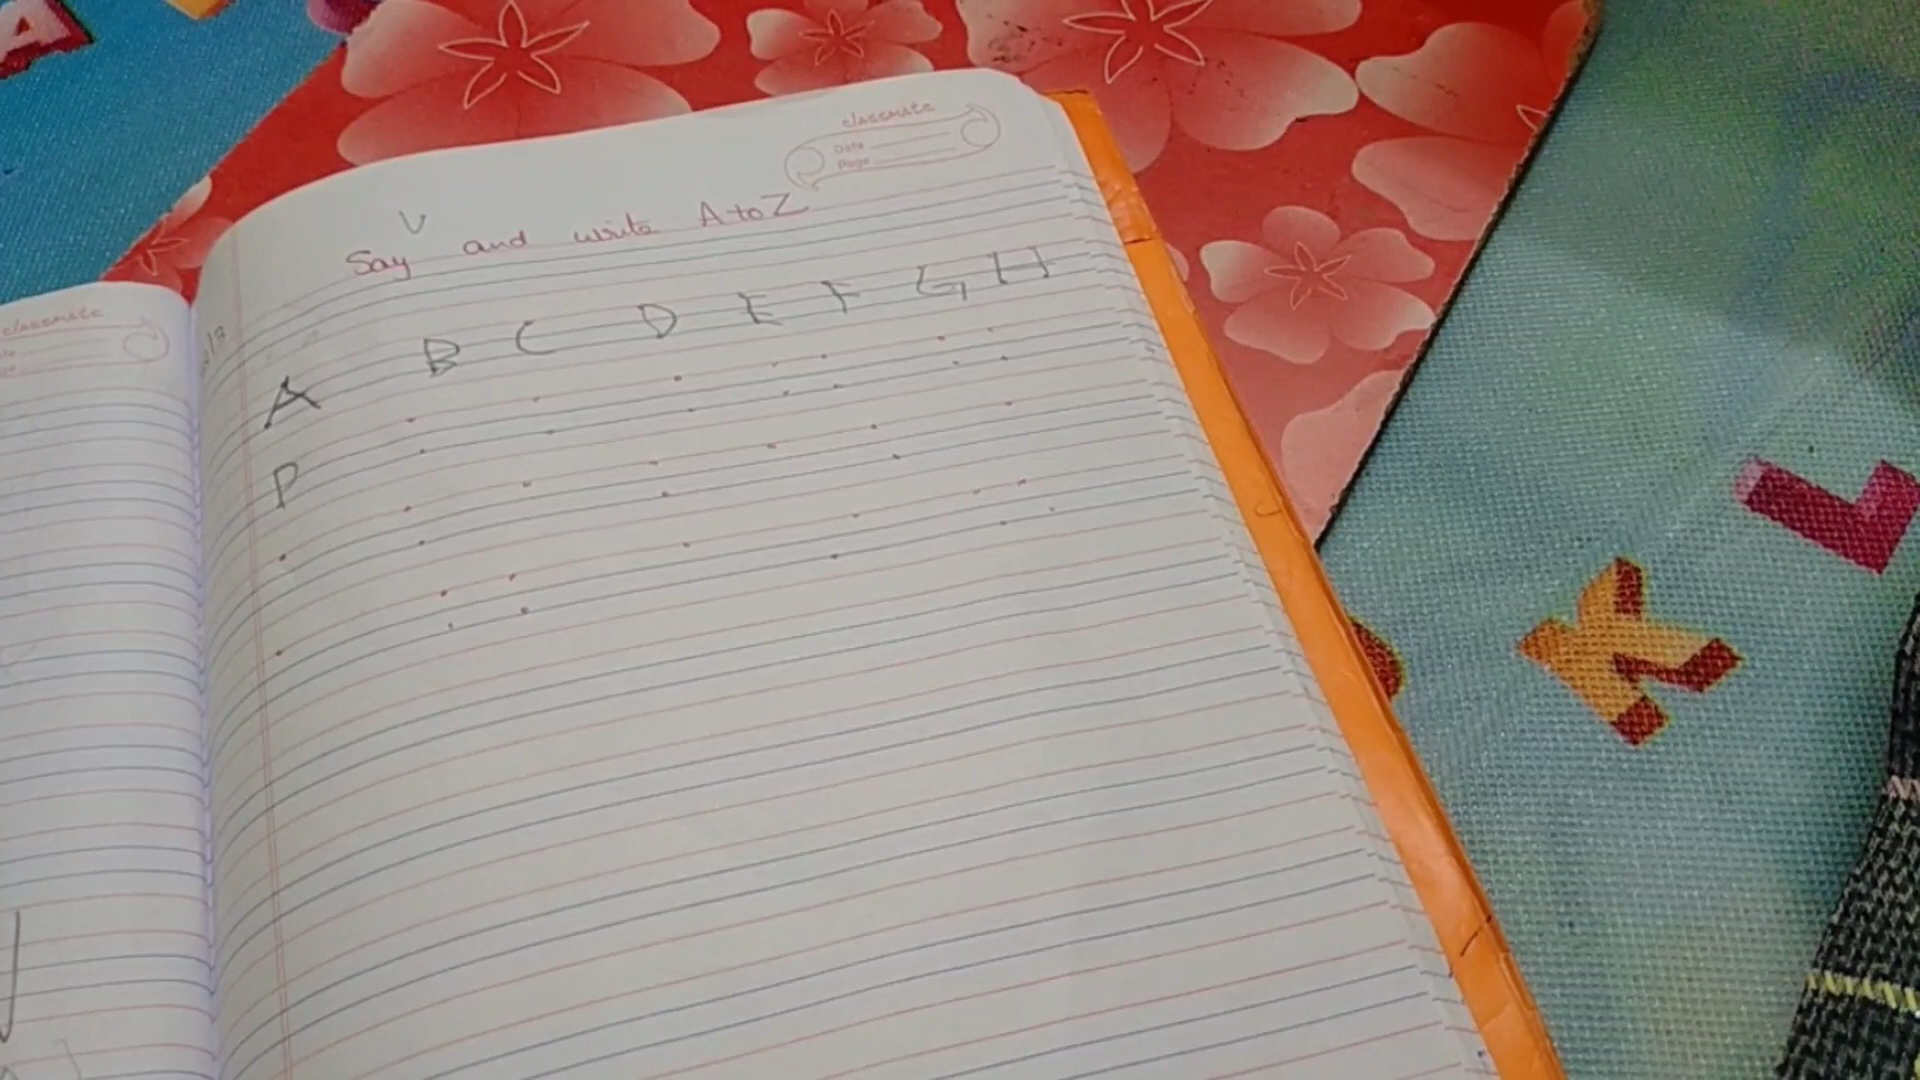 classmate
Date
Page
V
Say and write A to Z
A B C D E F G H
P
classmate
A
K
L